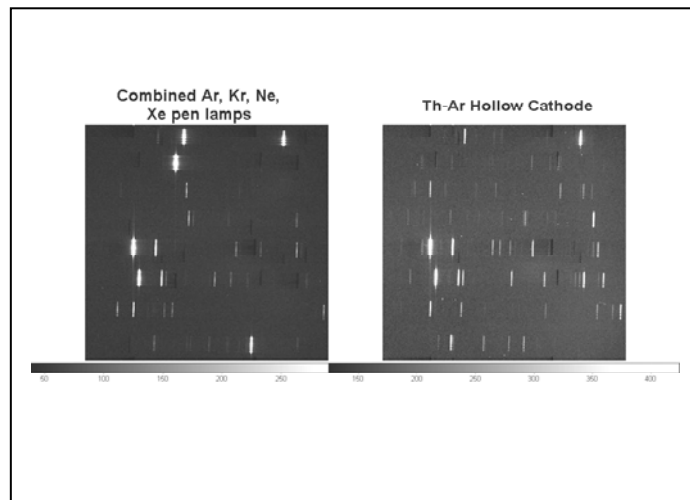 Combined Ar, Kr, Ne,
Xe pen lamps
Th-Ar Hollow Cathode
50 100 150 200 250
150 200 250 300 350 400